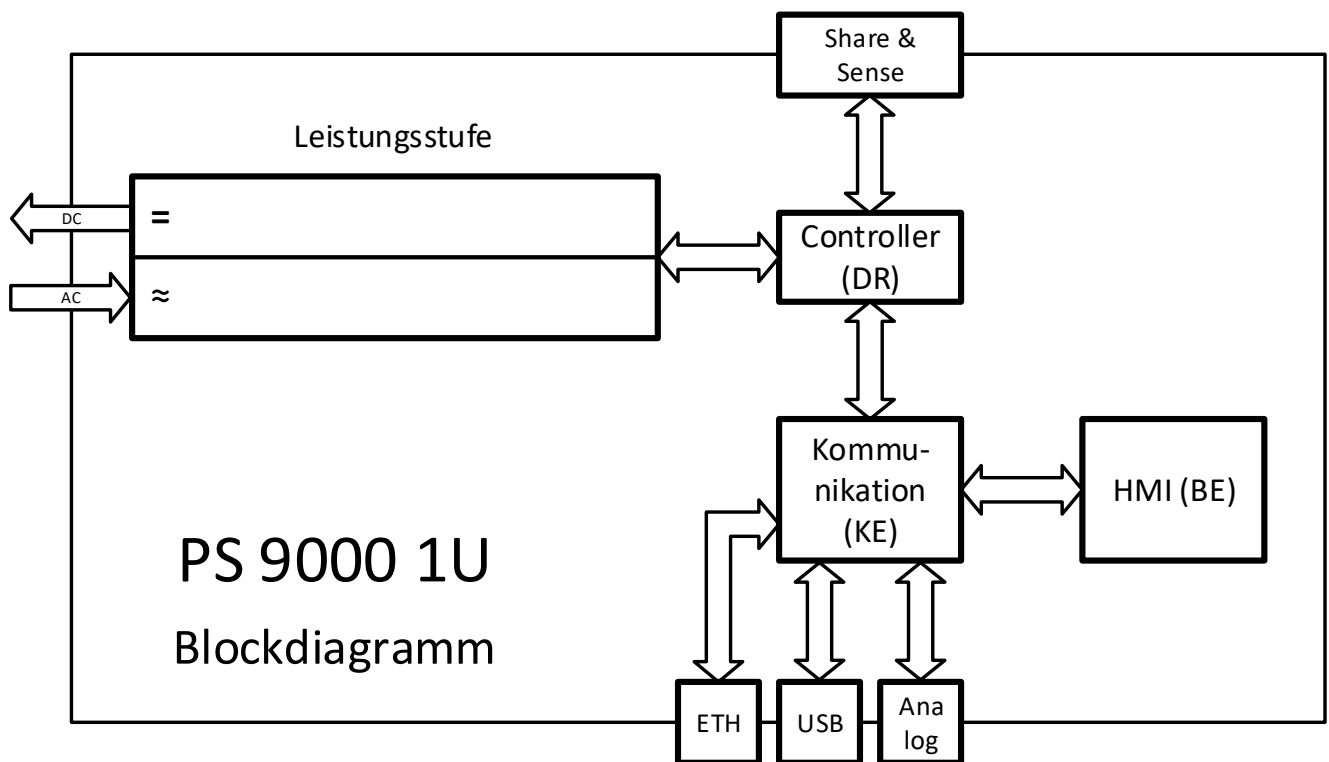 Share &
Sense
Leistungsstufe
DC
=
Controller
(DR)
AC
≈
Kommu-
nikation
(KE)
HMI (BE)
PS 9000 1U
Blockdiagramm
ETH
USB
Ana
log